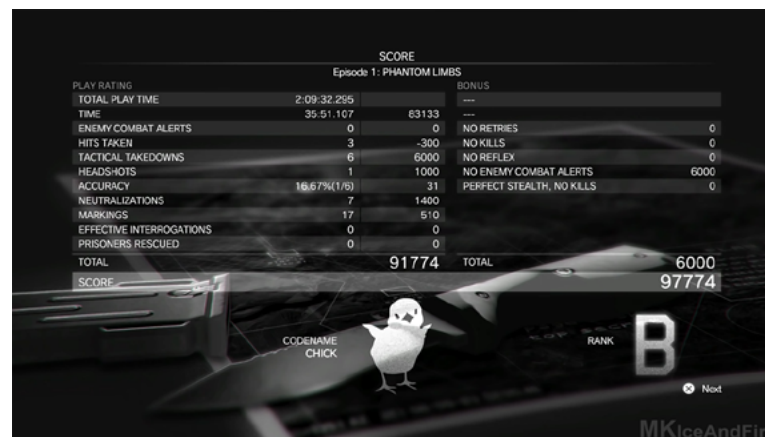 SCORE
Episode 1: PHANTOM LIMBS
PLAY RATING BONUS
TOTAL PLAY TIME 2:09:32.295 ----
TIME 35:51.107 83133 ----
ENEMY COMBAT ALERTS 0 0 NO RETRIES 0
HITS TAKEN 3 -300 NO KILLS 0
TACTICAL TAKEDOWNS 6 6000 NO REFLEX 0
HEADSHOTS 1 1000 NO ENEMY COMBAT ALERTS 6000
ACCURACY 16.67%(1/6) 31 PERFECT STEALTH, NO KILLS 0
NEUTRALIZATIONS 7 1400
MARKINGS 17 510
EFFECTIVE INTERROGATIONS 0 0
PRISONERS RESCUED 0 0
TOTAL 91774 TOTAL 6000
SCORE 97774
CODENAME
CHICK
RANK B
Next
MKIceAndFir